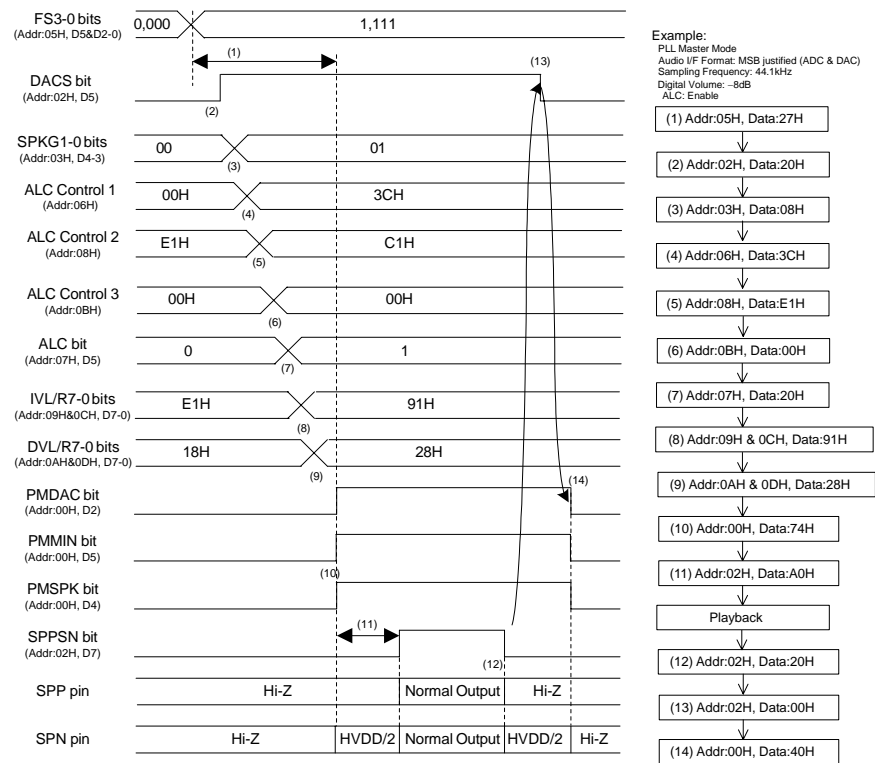 FS3-0 bits
(Addr:05H, D5&D2-0)
0,000
1,111
(1)
(13)
DACS bit
(Addr:02H, D5)
(2)
SPKG1-0 bits
(Addr:03H, D4-3)
00
01
(3)
ALC Control 1
(Addr:06H)
00H
3CH
(4)
ALC Control 2
(Addr:08H)
E1H
C1H
(5)
ALC Control 3
(Addr:0BH)
00H
00H
(6)
ALC bit
(Addr:07H, D5)
0
1
(7)
IVL/R7-0 bits
(Addr:09H&0CH, D7-0)
E1H
91H
(8)
DVL/R7-0 bits
(Addr:0AH&0DH, D7-0)
18H
28H
(9)
PMDAC bit
(Addr:00H, D2)
(14)
PMMIN bit
(Addr:00H, D5)
(10)
PMSPK bit
(Addr:00H, D4)
(11)
SPPSN bit
(Addr:02H, D7)
(12)
SPP pin
Hi-Z
Normal Output
Hi-Z
SPN pin
Hi-Z
HVDD/2
Normal Output
HVDD/2
Hi-Z
Example:
PLL Master Mode
Audio I/F Format: MSB justified (ADC & DAC)
Sampling Frequency: 44.1kHz
Digital Volume: −8dB
ALC: Enable
(1) Addr:05H, Data:27H
(2) Addr:02H, Data:20H
(3) Addr:03H, Data:08H
(4) Addr:06H, Data:3CH
(5) Addr:08H, Data:E1H
(6) Addr:0BH, Data:00H
(7) Addr:07H, Data:20H
(8) Addr:09H & 0CH, Data:91H
(9) Addr:0AH & 0DH, Data:28H
(10) Addr:00H, Data:74H
(11) Addr:02H, Data:A0H
Playback
(12) Addr:02H, Data:20H
(13) Addr:02H, Data:00H
(14) Addr:00H, Data:40H